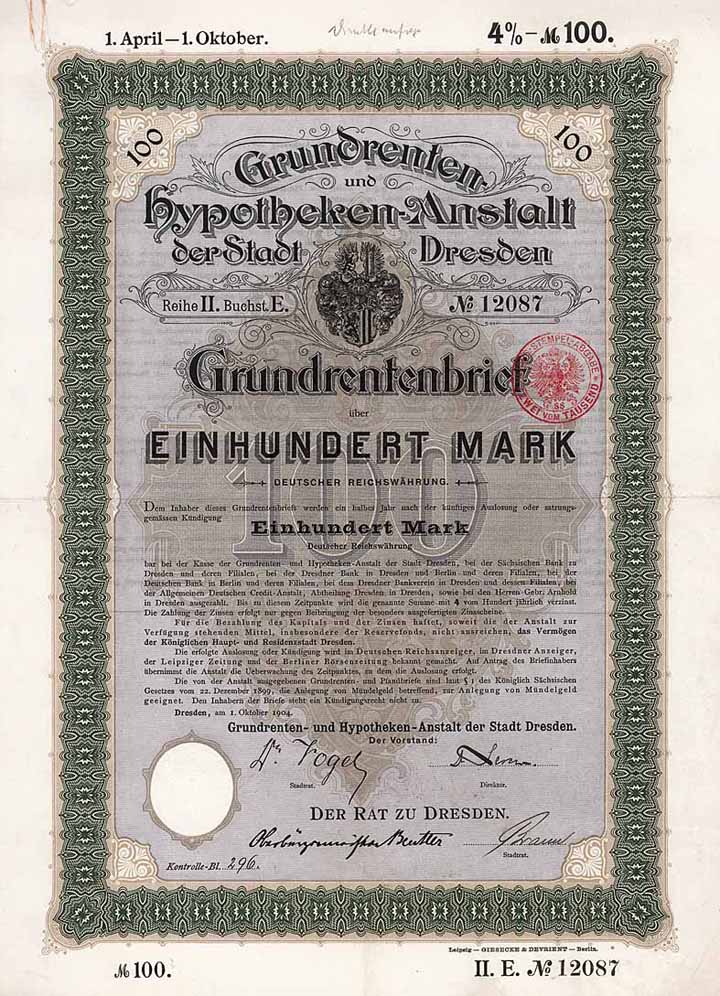 1. April—1. Oktober.
4%-M 100.
100
100
Grundrenten-
und
Hypotheken-Anstalt
der Stadt Dresden
Reihe II. Buchst. E. № 12087
STEMPEL-ABGABE
ZWEI VOM TAUSEND
Grundrentenbrief
über
EINHUNDERT MARK
DEUTSCHER REICHSWÄHRUNG.
100
Dem Inhaber dieses Grundrentenbriefs werden ein halbes Jahr nach der künftigen Auslosung oder satzungs-
gemässen Kündigung
Einhundert Mark
Deutscher Reichswährung
bar bei der Kasse der Grundrenten- und Hypotheken-Anstalt der Stadt Dresden, bei der Sächsischen Bank zu
Dresden und deren Filialen, bei der Dresdner Bank in Dresden und Berlin und deren Filialen, bei der
Deutschen Bank in Berlin und deren Filialen, bei dem Dresdner Bankverein in Dresden und dessen Filialen, bei
der Allgemeinen Deutschen Credit-Anstalt, Abtheilung Dresden in Dresden, sowie bei den Herren Gebr. Arnhold
in Dresden ausgezahlt. Bis zu diesem Zeitpunkte wird die genannte Summe mit 4 vom Hundert jährlich verzinst.
Die Zahlung der Zinsen erfolgt nur gegen Beibringung der besonders ausgefertigten Zinsscheine.
Für die Bezahlung des Kapitals und der Zinsen haftet, soweit die der Anstalt zur
Verfügung stehenden Mittel, insbesondere der Reservefonds, nicht ausreichen, das Vermögen
der Königlichen Haupt- und Residenzstadt Dresden.
Die erfolgte Auslosung oder Kündigung wird im Deutschen Reichsanzeiger, im Dresdner Anzeiger,
der Leipziger Zeitung und der Berliner Börsenzeitung bekannt gemacht. Auf Antrag des Briefinhabers
übernimmt die Anstalt die Ueberwachung des Zeitpunktes, zu dem die Auslosung erfolgt.
Die von der Anstalt ausgegebenen Grundrenten- und Pfandbriefe sind laut § 1 des Königlich Sächsischen
Gesetzes vom 22. Dezember 1899, die Anlegung von Mündelgeld betreffend, zur Anlegung von Mündelgeld
geeignet. Den Inhabern der Briefe steht ein Kündigungsrecht nicht zu.
Dresden, am 1. Oktober 1904.
Grundrenten- und Hypotheken-Anstalt der Stadt Dresden.
Der Vorstand:
Dr. Vogel
Stadtrat.
Direktor.
DER RAT ZU DRESDEN.
Oberbürgermeister Beutler
Braun
Stadtrat.
Kontrolle-Bl. 296.
Leipzig — GIESECKE & DEVRIENT — Berlin.
M 100.
II. E. № 12087